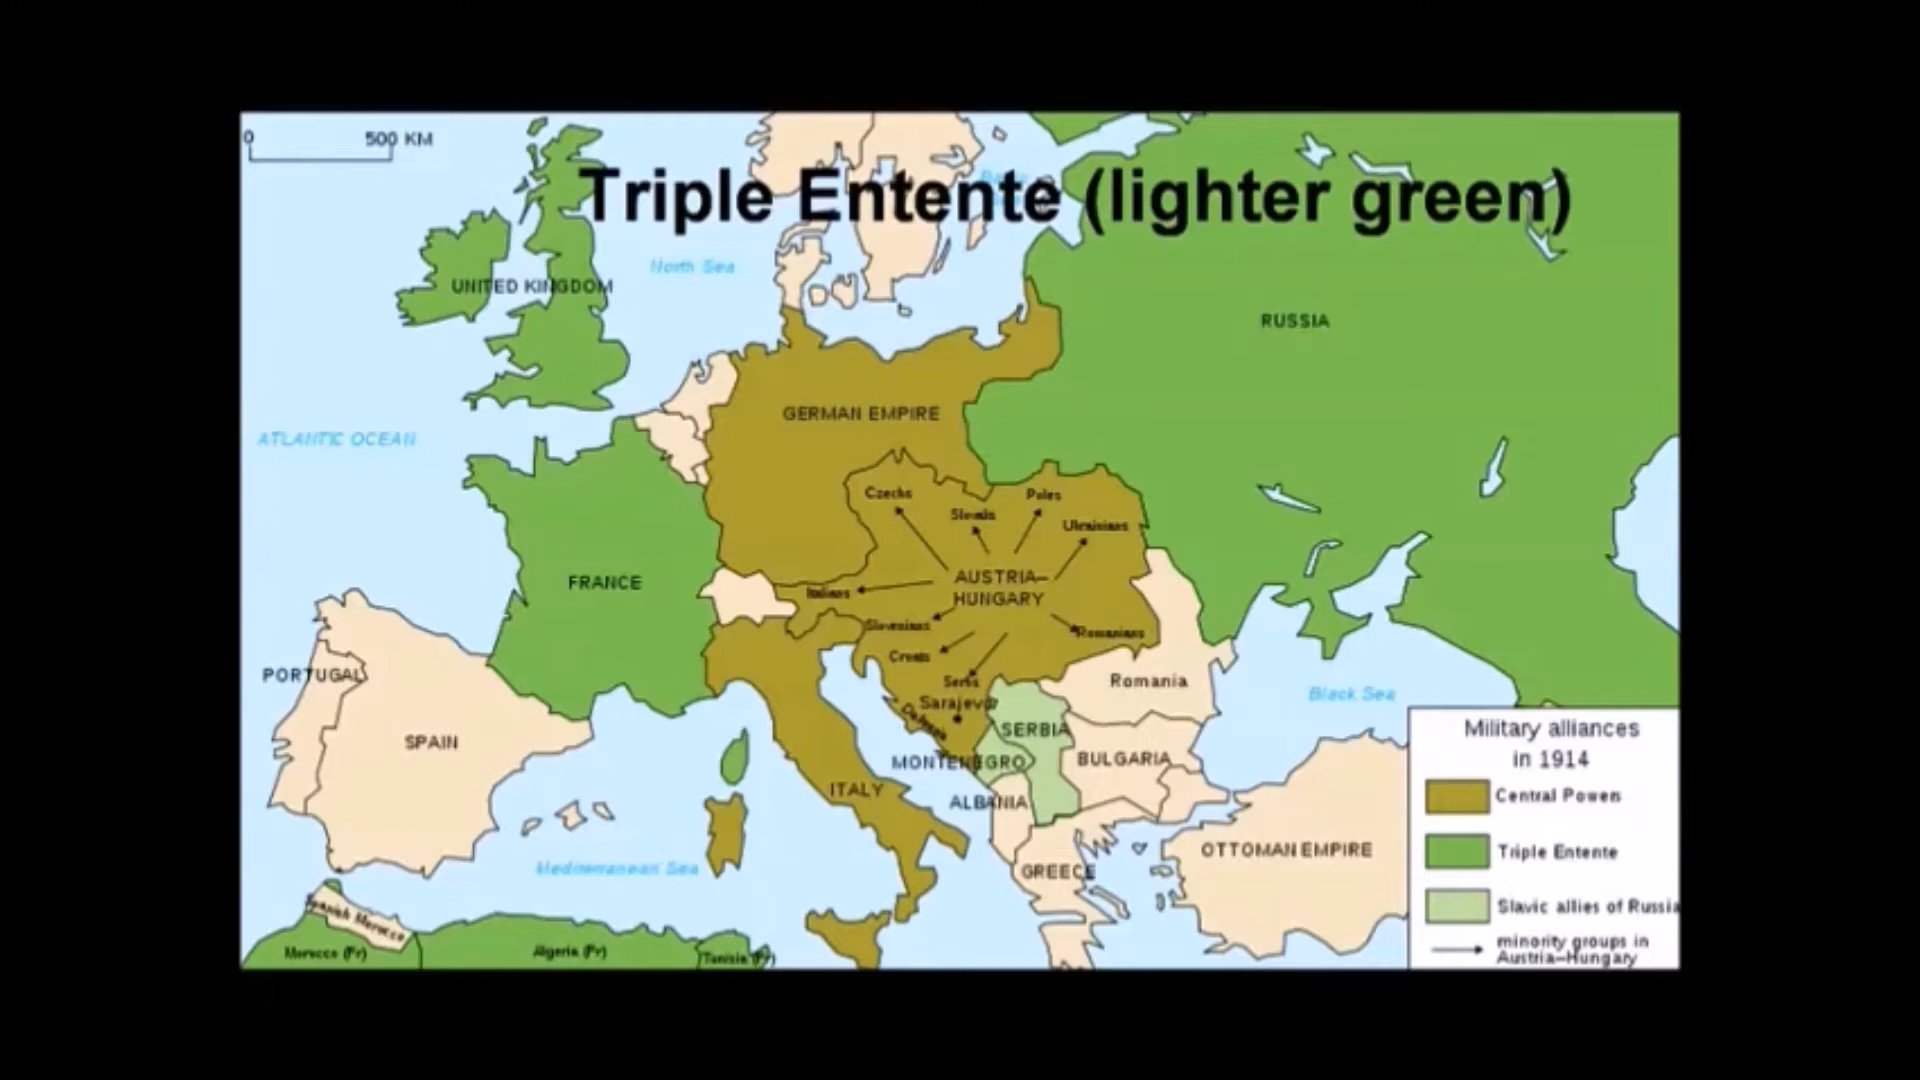 0 500 KM
Triple Entente (lighter green)
North Sea
UNITED KINGDOM
RUSSIA
GERMAN EMPIRE
ATLANTIC OCEAN
Czechs
Poles
Slovaks
Ukrainians
FRANCE
AUSTRIA–
HUNGARY
Italians
Slovenians
Romanians
Croats
PORTUGAL
Serbs
Romania
Black Sea
Sarajevo
SPAIN
SERBIA
MONTENEGRO
BULGARIA
ITALY
ALBANIA
OTTOMAN EMPIRE
Mediterranean Sea
GREECE
Spanish Morocco
Morocco (Fr)
Algeria (Fr)
Tunisia (Fr)
Military alliances
in 1914
Central Powers
Triple Entente
Slavic allies of Russia
minority groups in
Austria–Hungary